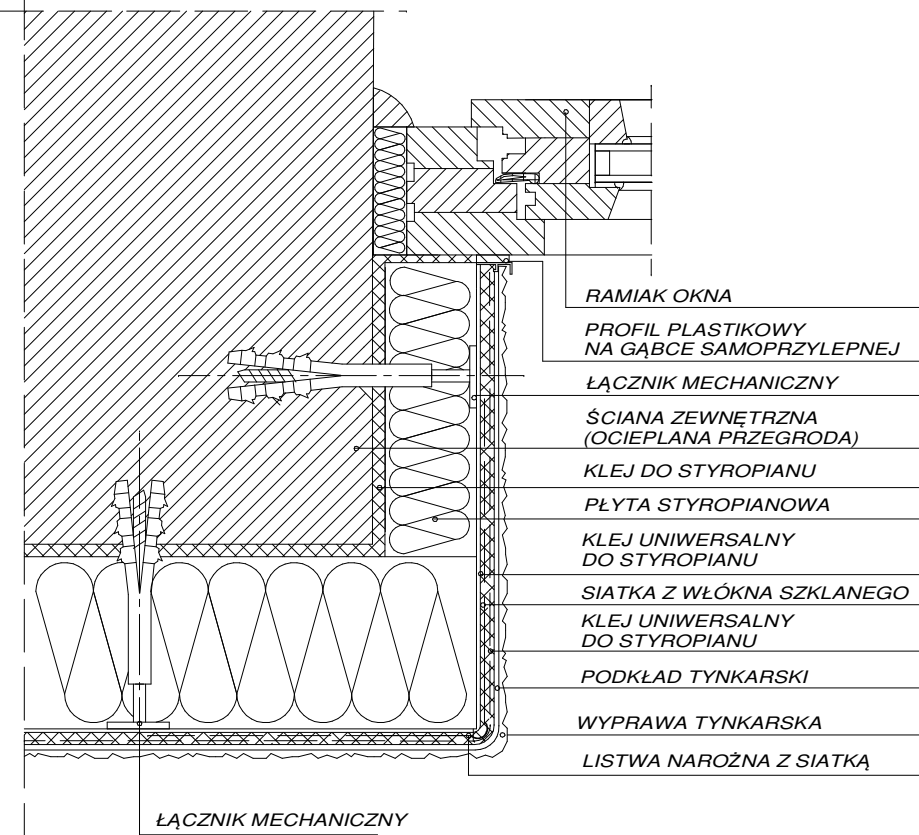 RAMIAK OKNA
PROFIL PLASTIKOWY
NA GĄBCE SAMOPRZYLEPNEJ
ŁĄCZNIK MECHANICZNY
ŚCIANA ZEWNĘTRZNA
(OCIEPLANA PRZEGRODA)
KLEJ DO STYROPIANU
PŁYTA STYROPIANOWA
KLEJ UNIWERSALNY
DO STYROPIANU
SIATKA Z WŁÓKNA SZKLANEGO
KLEJ UNIWERSALNY
DO STYROPIANU
PODKŁAD TYNKARSKI
WYPRAWA TYNKARSKA
LISTWA NAROŻNA Z SIATKĄ
ŁĄCZNIK MECHANICZNY